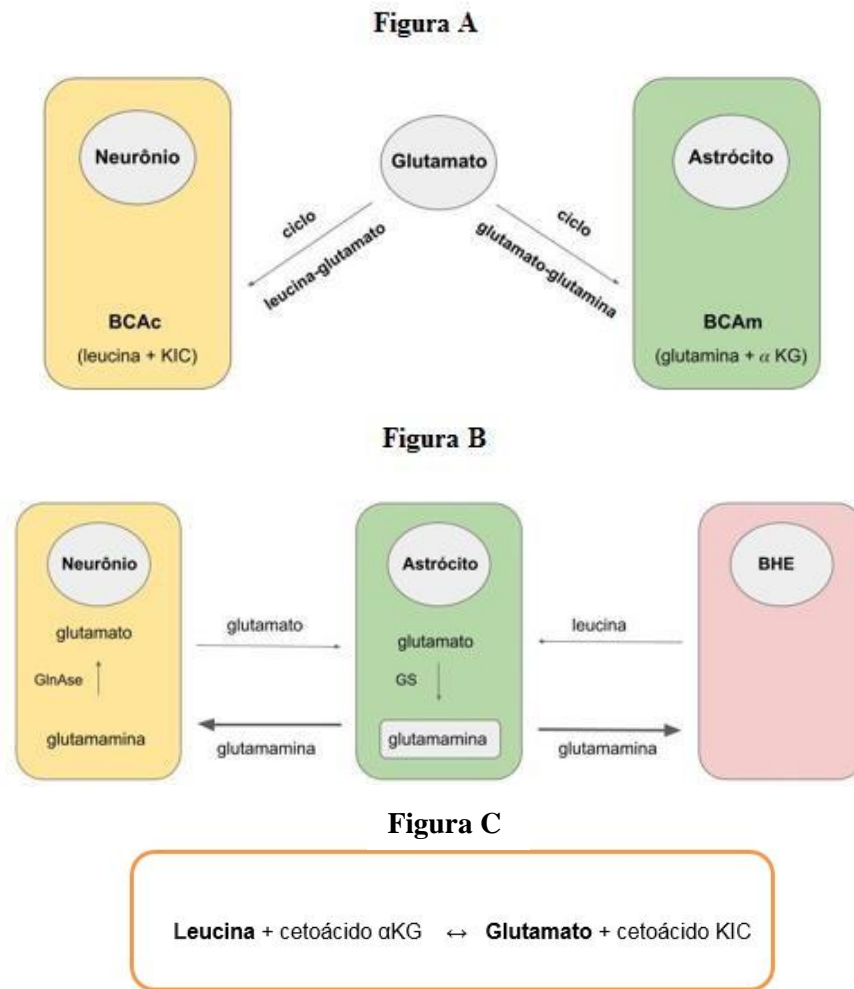 Figura A
Neurônio
Glutamato
Astrócito
ciclo
leucina-glutamato
ciclo
glutamato-glutamina
BCAc
(leucina + KIC)
BCAm
(glutamina + α KG)
Figura B
Neurônio
Astrócito
BHE
glutamato
glutamato
glutamato
leucina
GlnAse
GS
glutamamina
glutamamina
glutamamina
glutamamina
Figura C
Leucina + cetoácido αKG ↔ Glutamato + cetoácido KIC